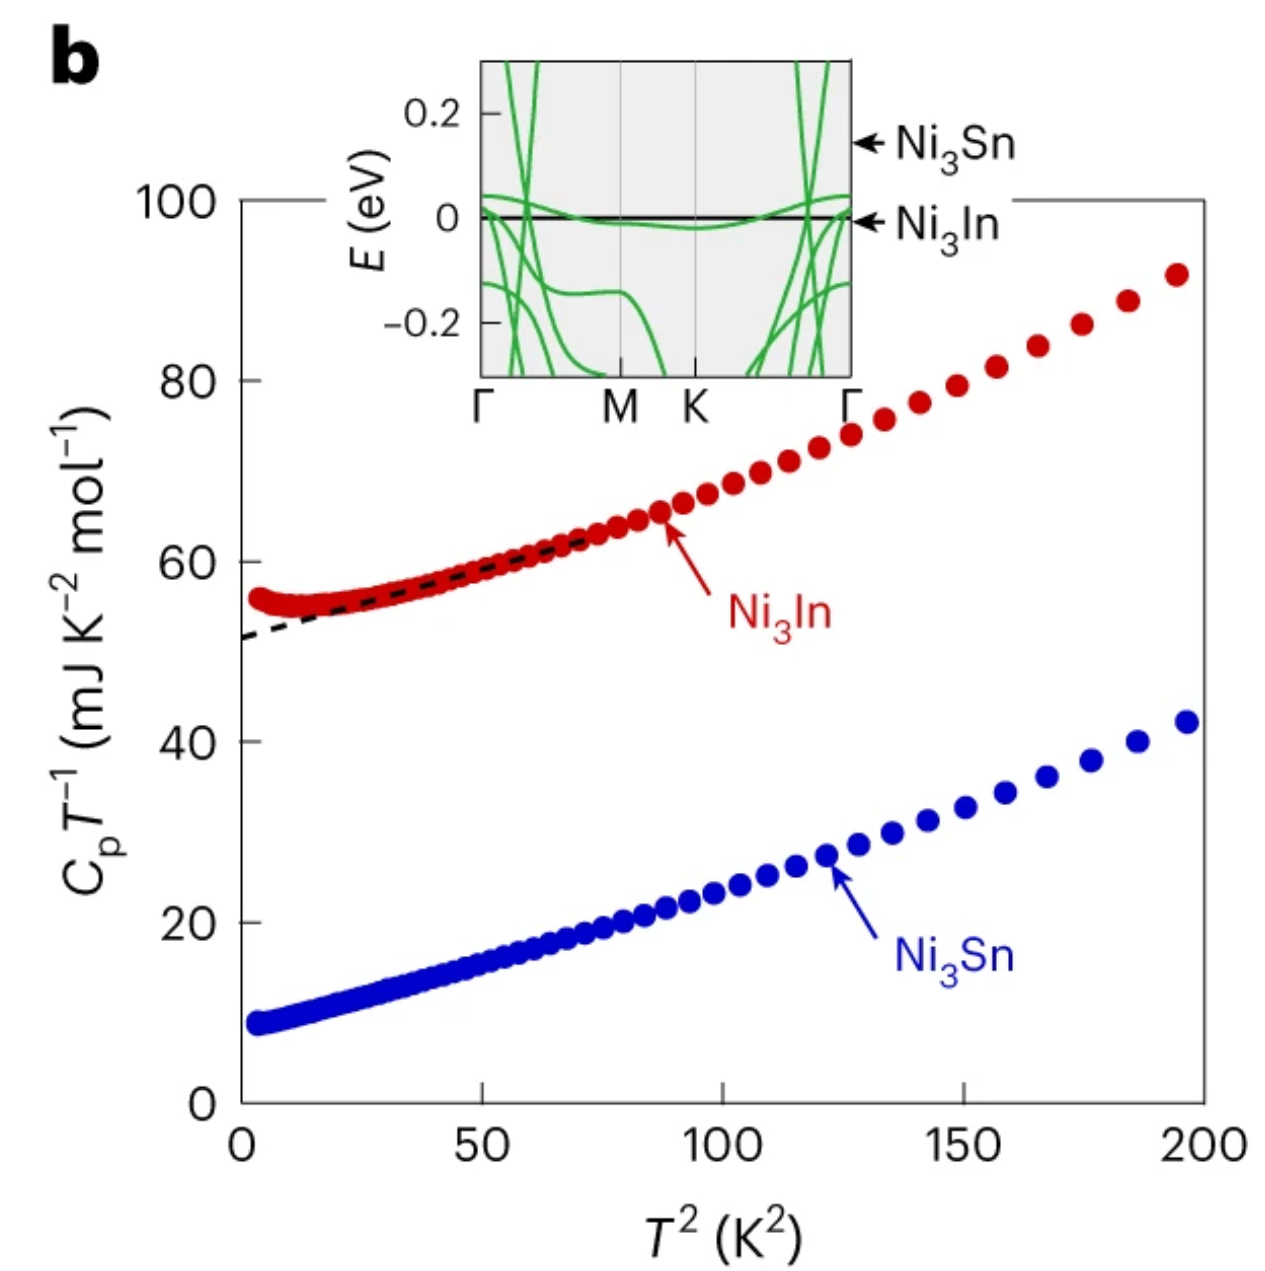 b
0.2
0
−0.2
E (eV)
Γ M K Γ
Ni₃Sn
Ni₃In
100
80
60
40
20
0
CₚT⁻¹ (mJ K⁻² mol⁻¹)
Ni₃In
Ni₃Sn
0 50 100 150 200
T² (K²)